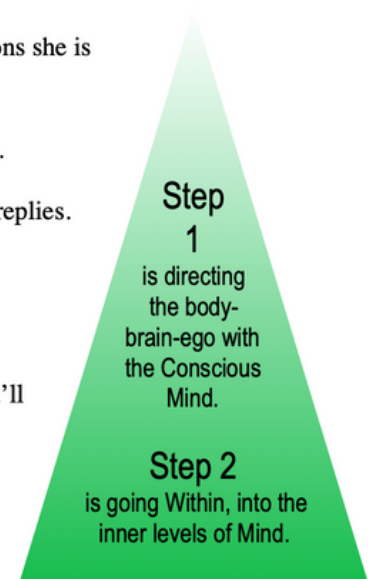 ons she is
.
replies.
’ll
Step
1
is directing
the body-
brain-ego with
the Conscious
Mind.
Step 2
is going Within, into the
inner levels of Mind.